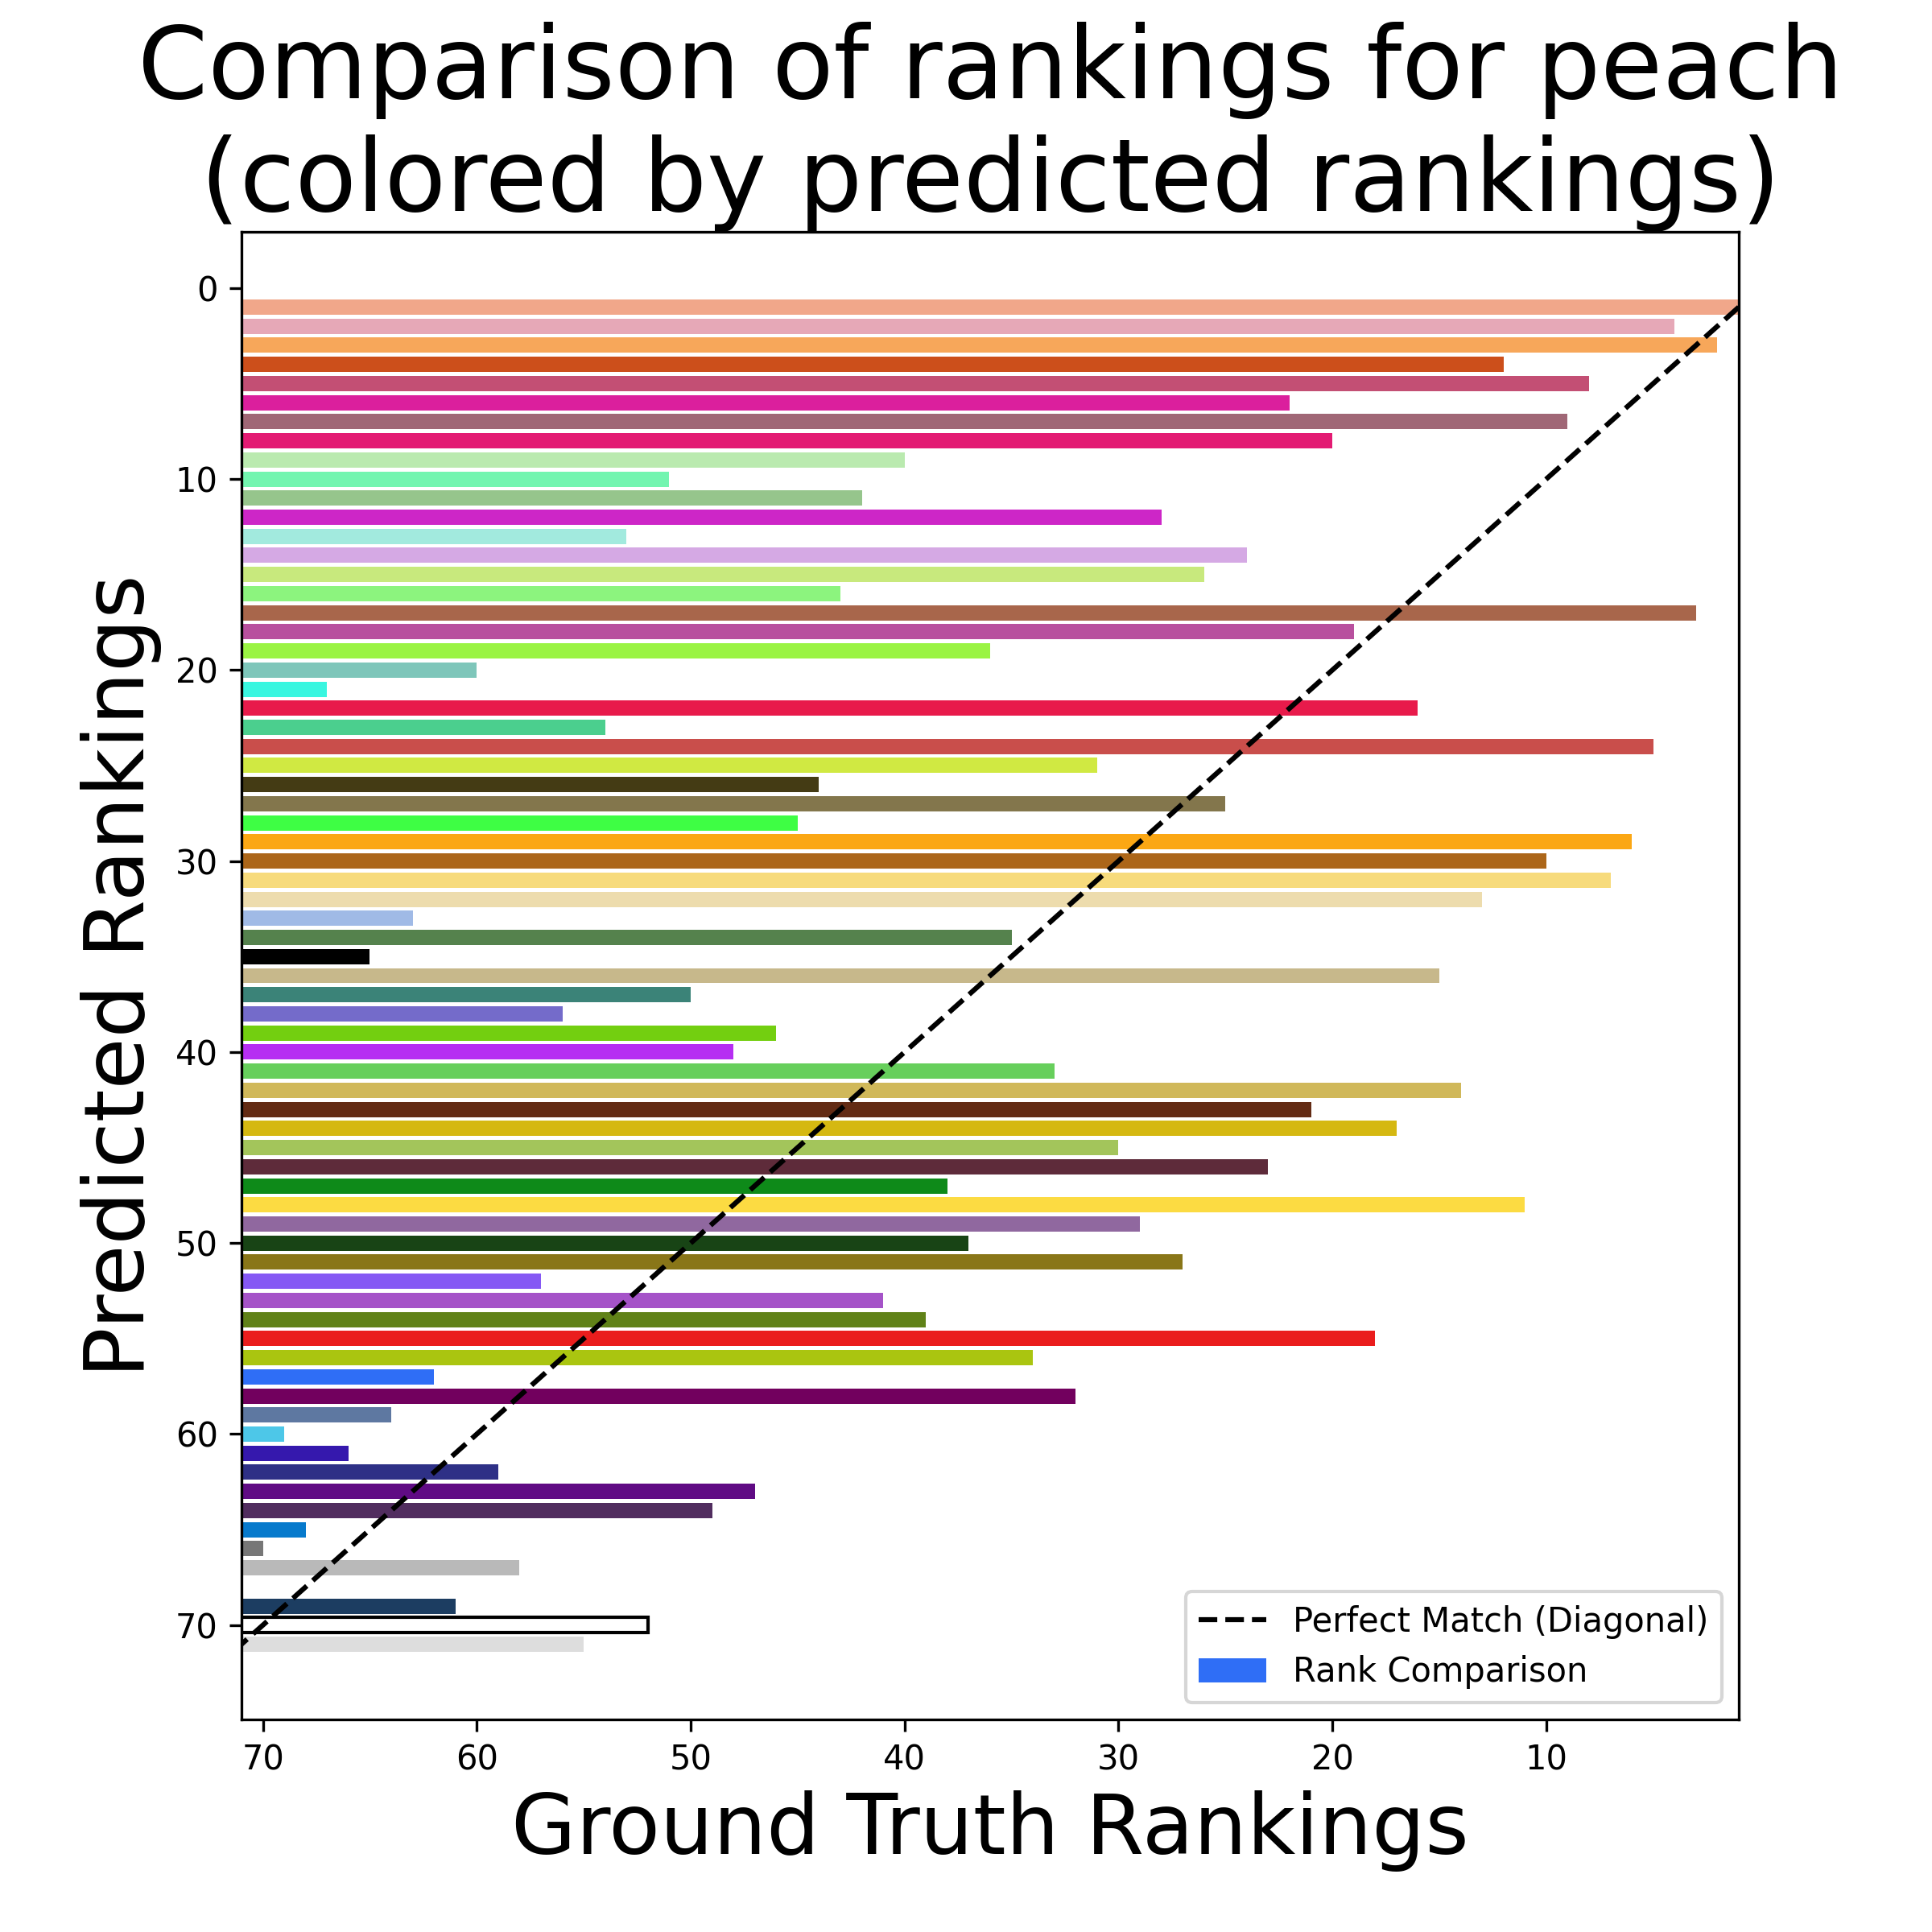 Comparison of rankings for peach
(colored by predicted rankings)
Predicted Rankings
0
10
20
30
40
50
60
70
Perfect Match (Diagonal)
Rank Comparison
70 60 50 40 30 20 10
Ground Truth Rankings